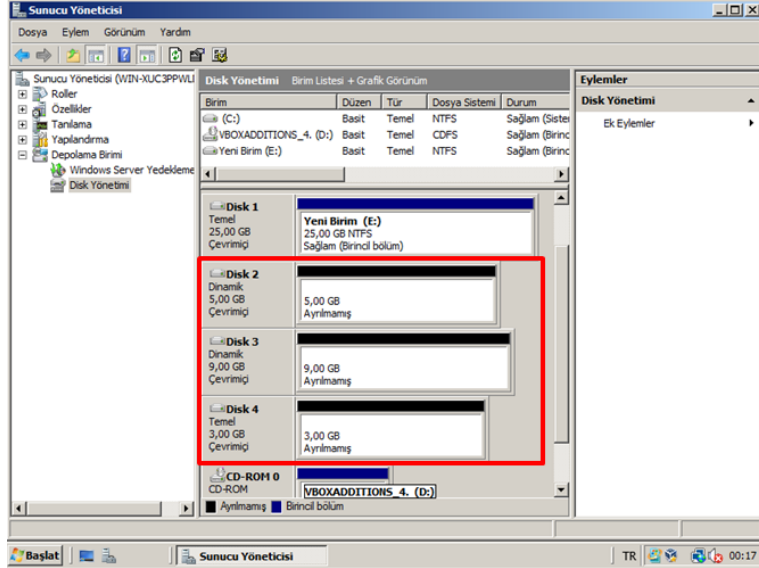 Sunucu Yöneticisi
Dosya Eylem Görünüm Yardım
Sunucu Yöneticisi (WIN-XUC3PPWLI
Roller
Özellikler
Tanılama
Yapılandırma
Depolama Birimi
Windows Server Yedekleme
Disk Yönetimi
Disk Yönetimi Birim Listesi + Grafik Görünüm
Birim Düzen Tür Dosya Sistemi Durum
(C:) Basit Temel NTFS Sağlam (Sister
VBOXADDITIONS_4. (D:) Basit Temel CDFS Sağlam (Birinc
Yeni Birim (E:) Basit Temel NTFS Sağlam (Birinc
Disk 1
Temel
25,00 GB
Çevrimiçi
Yeni Birim (E:)
25,00 GB NTFS
Sağlam (Birincil bölüm)
Disk 2
Dinamik
5,00 GB
Çevrimiçi
5,00 GB
Ayrılmamış
Disk 3
Dinamik
9,00 GB
Çevrimiçi
9,00 GB
Ayrılmamış
Disk 4
Temel
3,00 GB
Çevrimiçi
3,00 GB
Ayrılmamış
CD-ROM 0
CD-ROM
VBOXADDITIONS_4. (D:)
Ayrılmamış Birincil bölüm
Eylemler
Disk Yönetimi
Ek Eylemler
Başlat
Sunucu Yöneticisi
TR
00:17